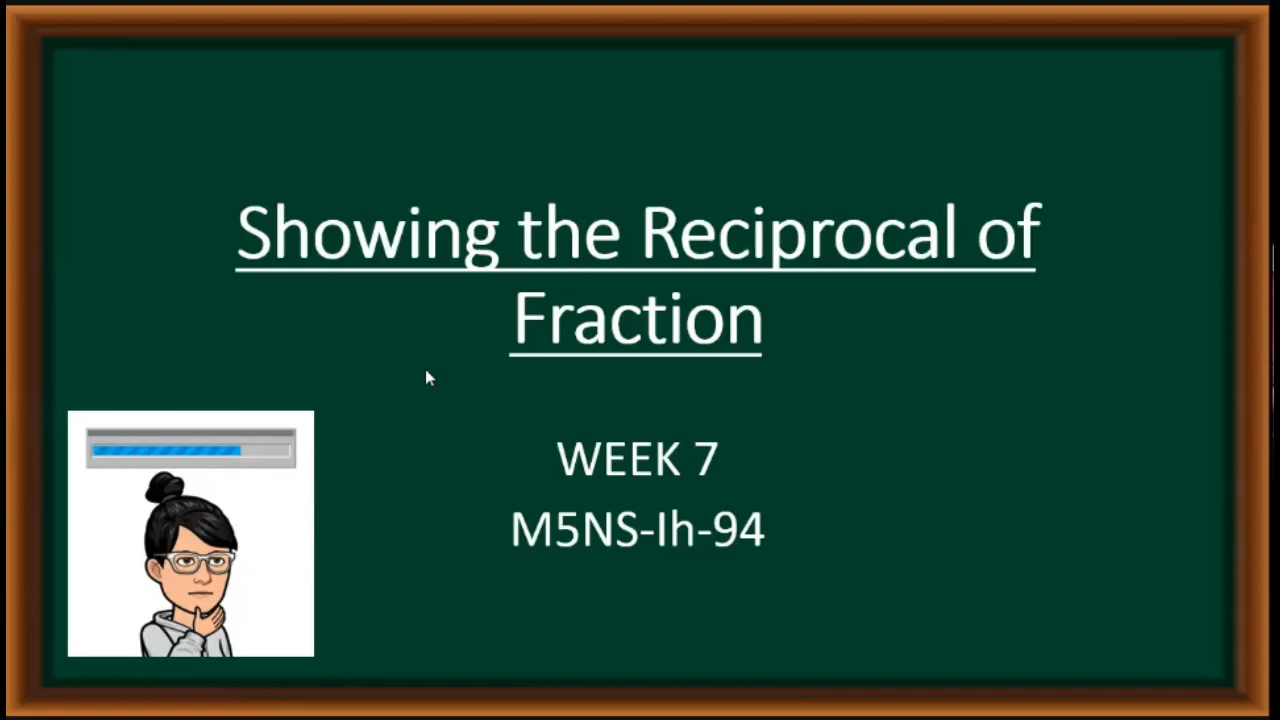 Showing the Reciprocal of
Fraction
WEEK 7
M5NS-Ih-94